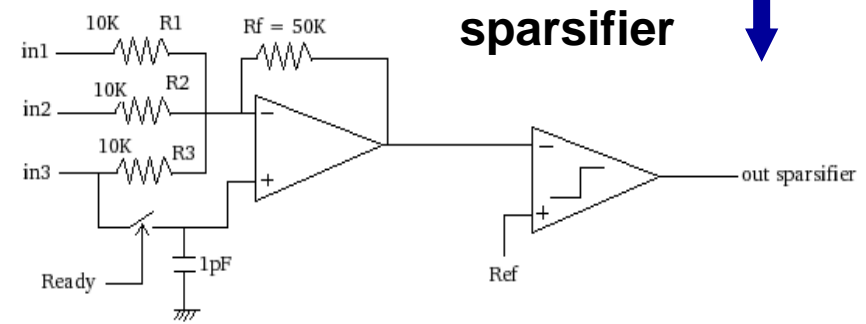 sparsifier
10K R1
Rf = 50K
in1
10K R2
in2
10K R3
in3
−
+
−
+
out sparsifier
Ref
Ready
1pF